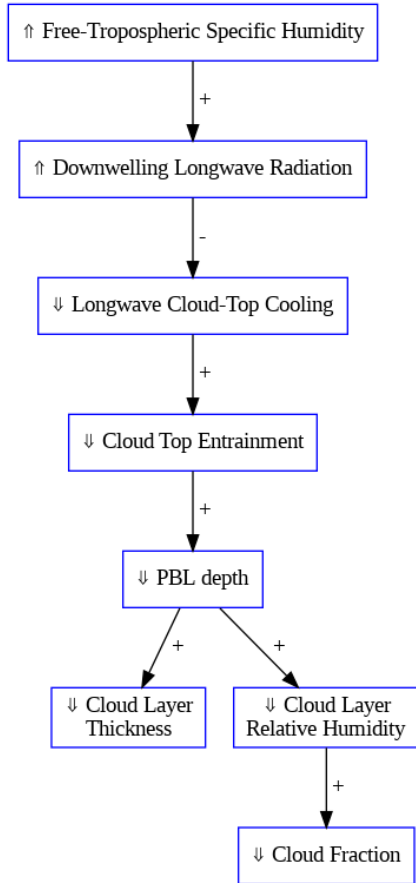 ⇑ Free-Tropospheric Specific Humidity
+
⇑ Downwelling Longwave Radiation
-
⇓ Longwave Cloud-Top Cooling
+
⇓ Cloud Top Entrainment
+
⇓ PBL depth
+
+
⇓ Cloud Layer
Thickness
⇓ Cloud Layer
Relative Humidity
+
⇓ Cloud Fraction